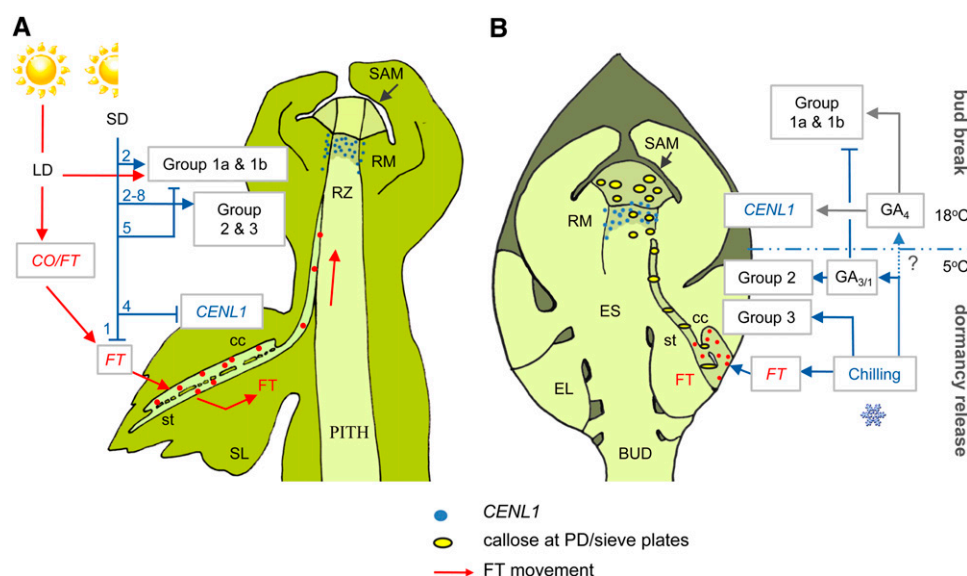 A
SD
LD
2
Group 1a & 1b
2-8
Group
2 & 3
5
CO/FT
4
CENL1
1
FT
SAM
RM
RZ
cc
FT
st
SL
PITH
B
Group
1a & 1b
SAM
RM
CENL1
GA4
18oC
?
5oC
Group 2
GA3/1
Group 3
ES
cc
st
FT
FT
Chilling
EL
BUD
bud break
dormancy release
CENL1
callose at PD/sieve plates
FT movement